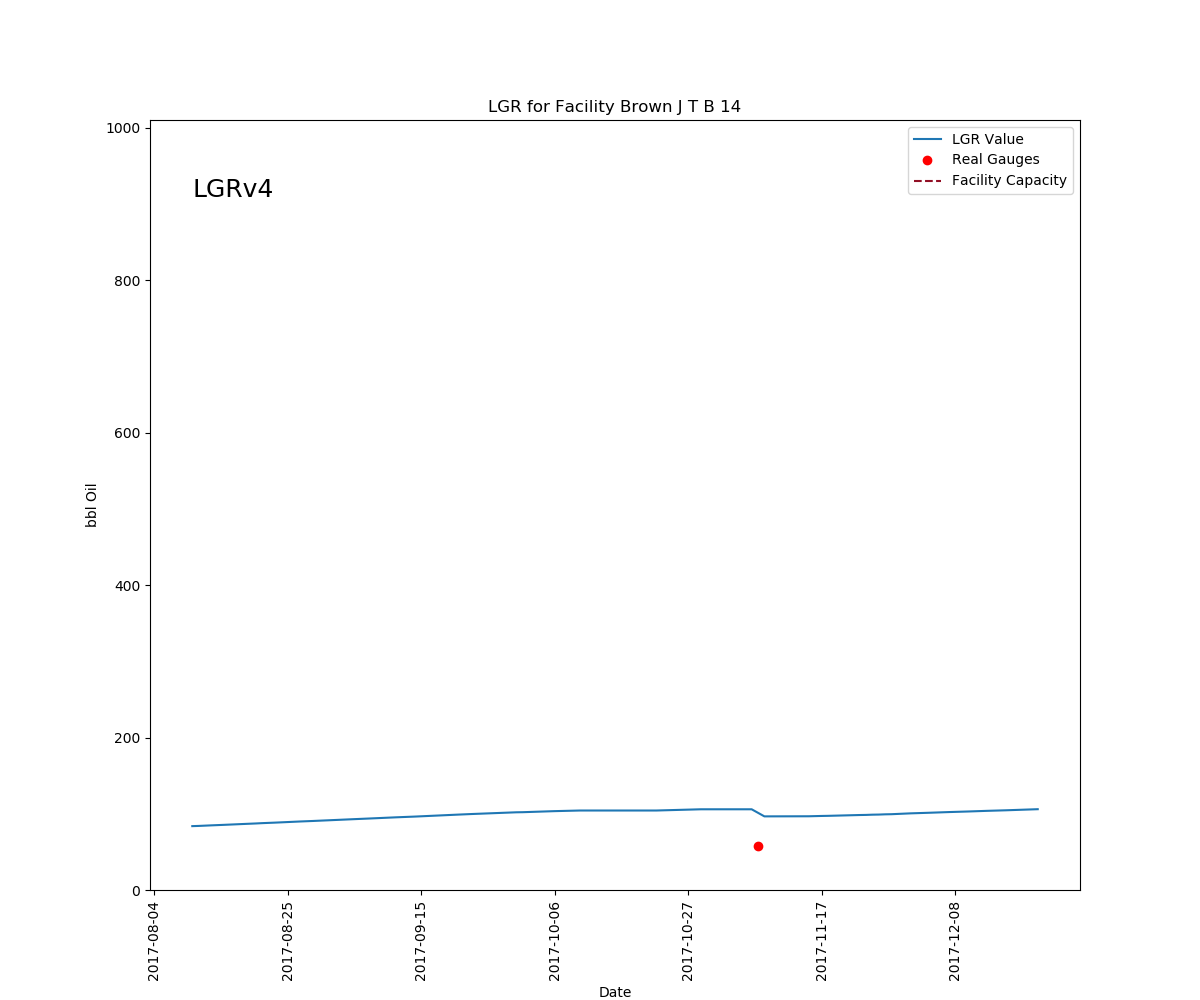 LGR for Facility Brown J T B 14
1000
800
600
400
200
0
bbl Oil
LGRv4
LGR Value
Real Gauges
Facility Capacity
2017-08-04
2017-08-25
2017-09-15
2017-10-06
2017-10-27
2017-11-17
2017-12-08
Date